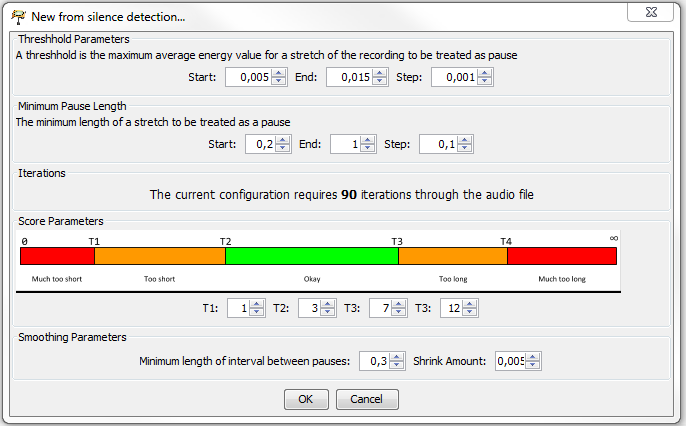 New from silence detection...
Threshhold Parameters
A threshhold is the maximum average energy value for a stretch of the recording to be treated as pause
Start: 0,005 End: 0,015 Step: 0,001
Minimum Pause Length
The minimum length of a stretch to be treated as a pause
Start: 0,2 End: 1 Step: 0,1
Iterations
The current configuration requires 90 iterations through the audio file
Score Parameters
0 T1 T2 T3 T4 ∞
Much too short Too short Okay Too long Much too long
T1: 1 T2: 3 T3: 7 T3: 12
Smoothing Parameters
Minimum length of interval between pauses: 0,3 Shrink Amount: 0,005
OK Cancel